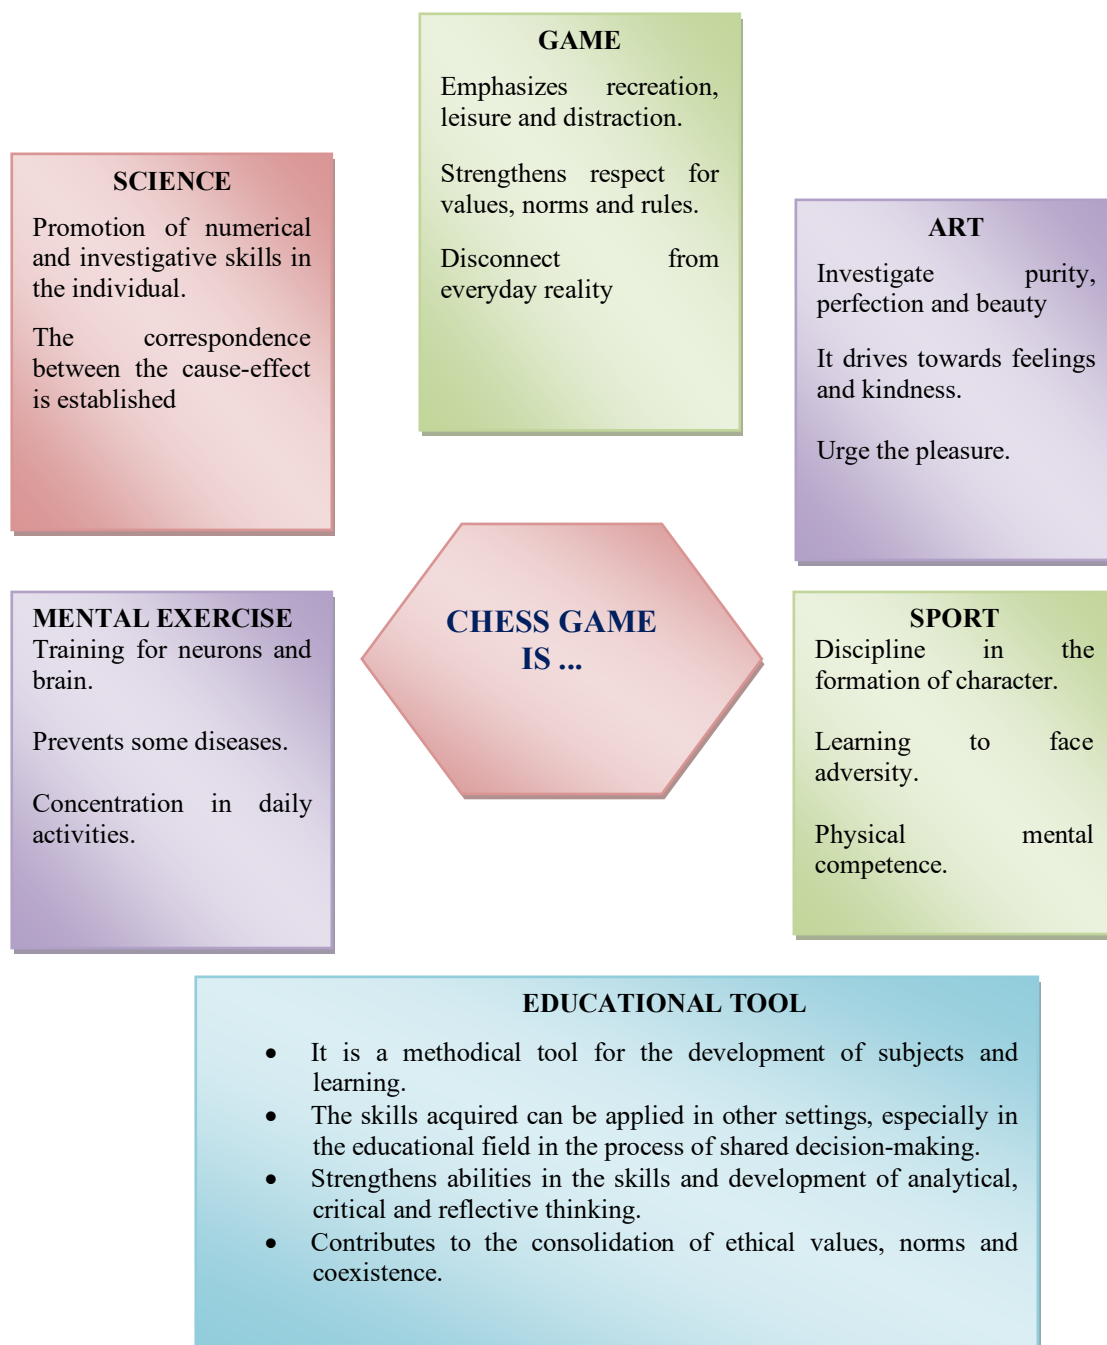 GAME
Emphasizes recreation,
leisure and distraction.
Strengthens respect for
values, norms and rules.
Disconnect from
everyday reality
SCIENCE
Promotion of numerical
and investigative skills in
the individual.
The correspondence
between the cause-effect
is established
ART
Investigate purity,
perfection and beauty
It drives towards feelings
and kindness.
Urge the pleasure.
CHESS GAME
IS ...
MENTAL EXERCISE
Training for neurons and
brain.
Prevents some diseases.
Concentration in daily
activities.
SPORT
Discipline in the
formation of character.
Learning to face
adversity.
Physical mental
competence.
EDUCATIONAL TOOL
• It is a methodical tool for the development of subjects and
learning.
• The skills acquired can be applied in other settings, especially in
the educational field in the process of shared decision-making.
• Strengthens abilities in the skills and development of analytical,
critical and reflective thinking.
• Contributes to the consolidation of ethical values, norms and
coexistence.